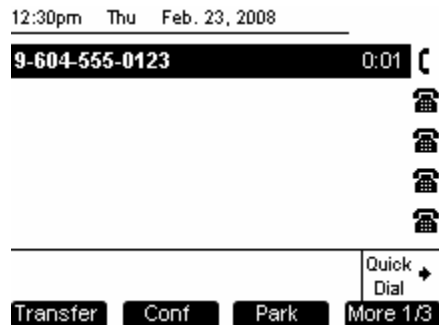 12:30pm Thu Feb. 23, 2008
9-604-555-0123 0:01
Quick
Dial
Transfer Conf Park More 1/3